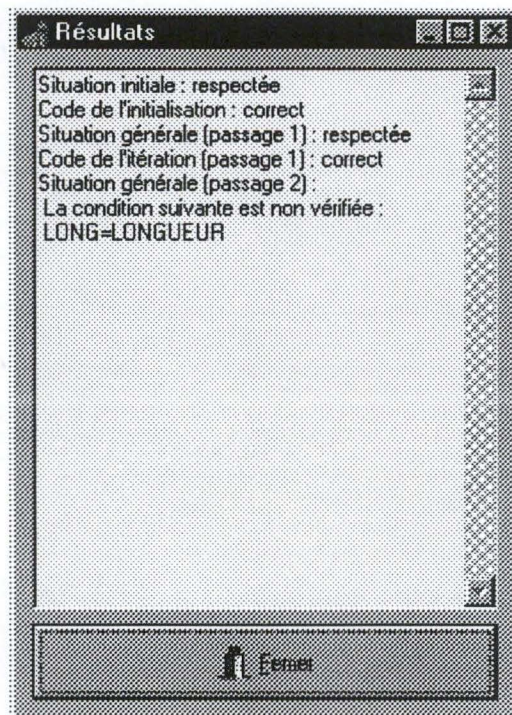 Résultats
Situation initiale : respectée
Code de l'initialisation : correct
Situation générale (passage 1) : respectée
Code de l'itération (passage 1) : correct
Situation générale (passage 2) :
La condition suivante est non vérifiée :
LONG=LONGUEUR
Fermer